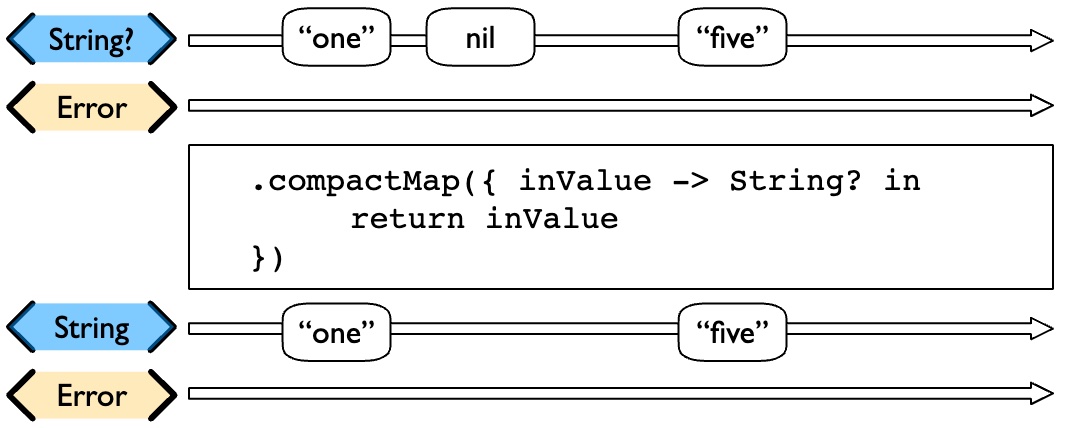 String? “one” nil “five”
Error
.compactMap({ inValue -> String? in
return inValue
})
String “one” “five”
Error